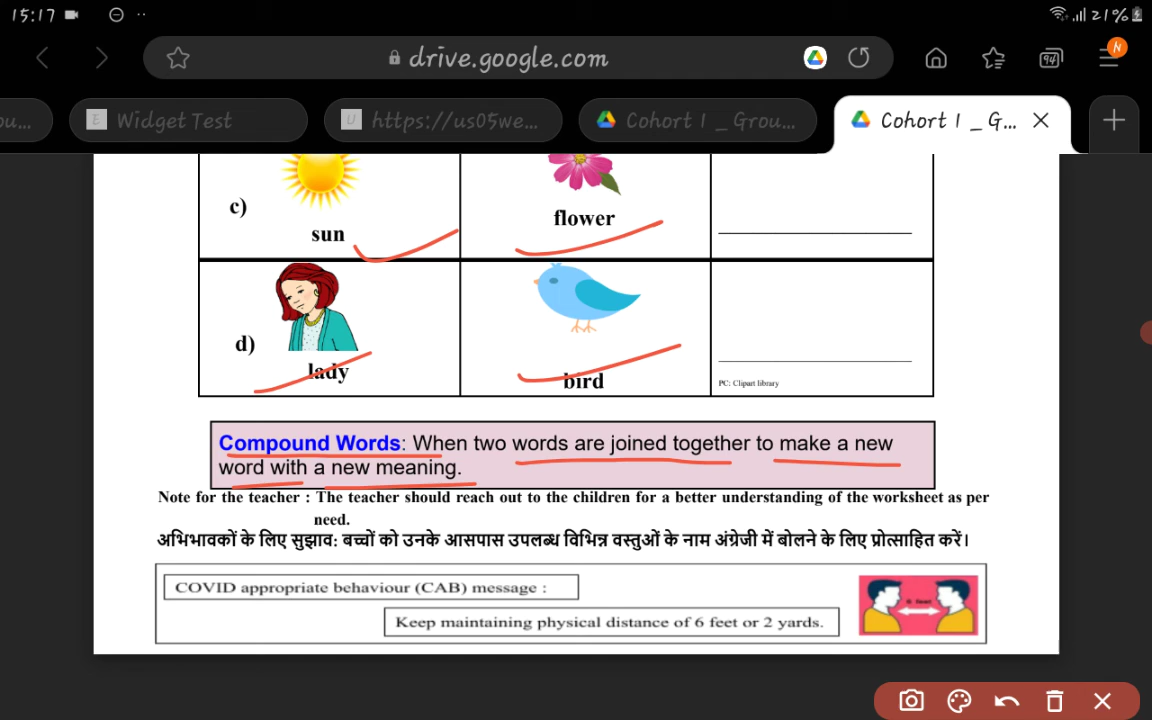 15:17
21%
drive.google.com
94
N
ou...
E Widget Test
U https://us05we...
Cohort 1 _ Grou...
Cohort 1 _ G...
c)
sun
flower
d)
lady
bird
PC: Clipart library
Compound Words: When two words are joined together to make a new
word with a new meaning.
Note for the teacher : The teacher should reach out to the children for a better understanding of the worksheet as per
need.
अभिभावकों के लिए सुझाव: बच्चों को उनके आसपास उपलब्ध विभिन्न वस्तुओं के नाम अंग्रेजी में बोलने के लिए प्रोत्साहित करें।
COVID appropriate behaviour (CAB) message :
6 feet
Keep maintaining physical distance of 6 feet or 2 yards.